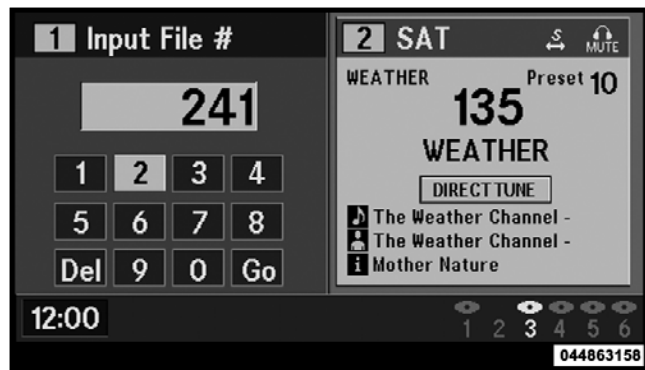 1 Input File #
241
1 2 3 4
5 6 7 8
Del 9 0 Go
2 SAT S MUTE
WEATHER Preset 10
135
WEATHER
DIRECT TUNE
The Weather Channel -
The Weather Channel -
i Mother Nature
12:00
1 2 3 4 5 6
044863158